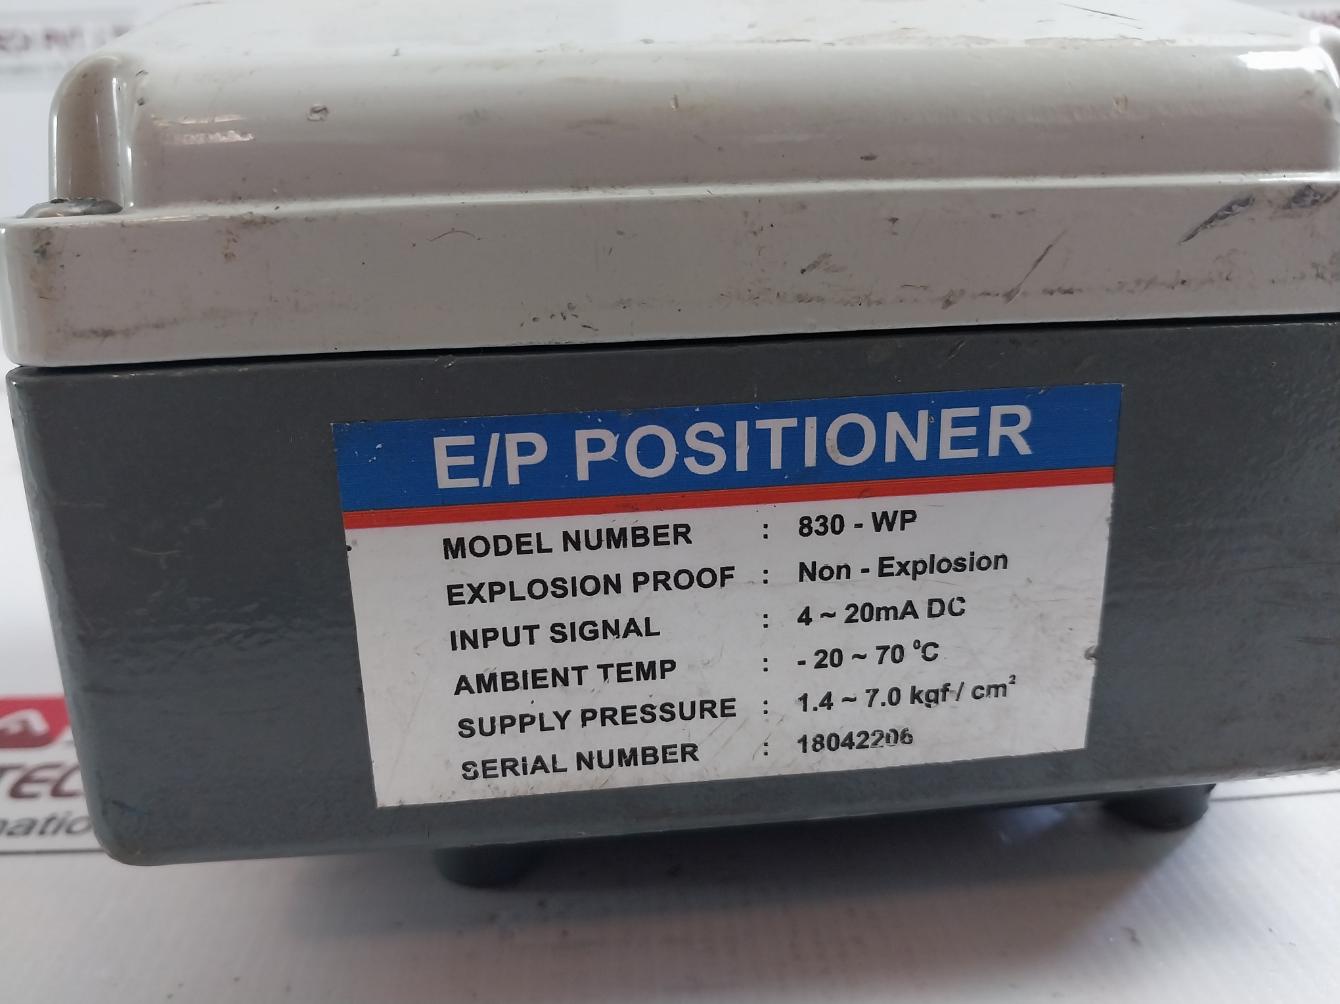 E/P POSITIONER
MODEL NUMBER : 830 - WP
EXPLOSION PROOF : Non - Explosion
INPUT SIGNAL : 4 ~ 20mA DC
AMBIENT TEMP : - 20 ~ 70 ⁰C
SUPPLY PRESSURE : 1.4 ~ 7.0 kgf / cm²
SERIAL NUMBER : 18042206